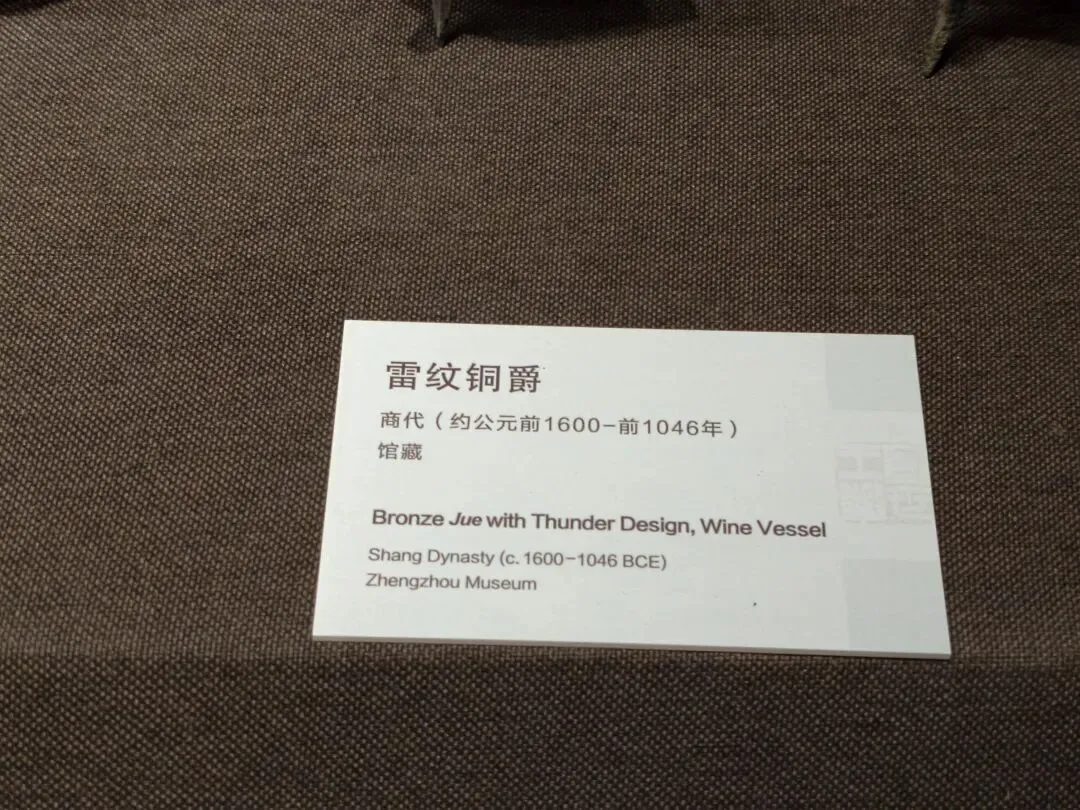 雷纹铜爵
商代（约公元前1600-前1046年）
馆藏
Bronze Jue with Thunder Design, Wine Vessel
Shang Dynasty (c. 1600-1046 BCE)
Zhengzhou Museum